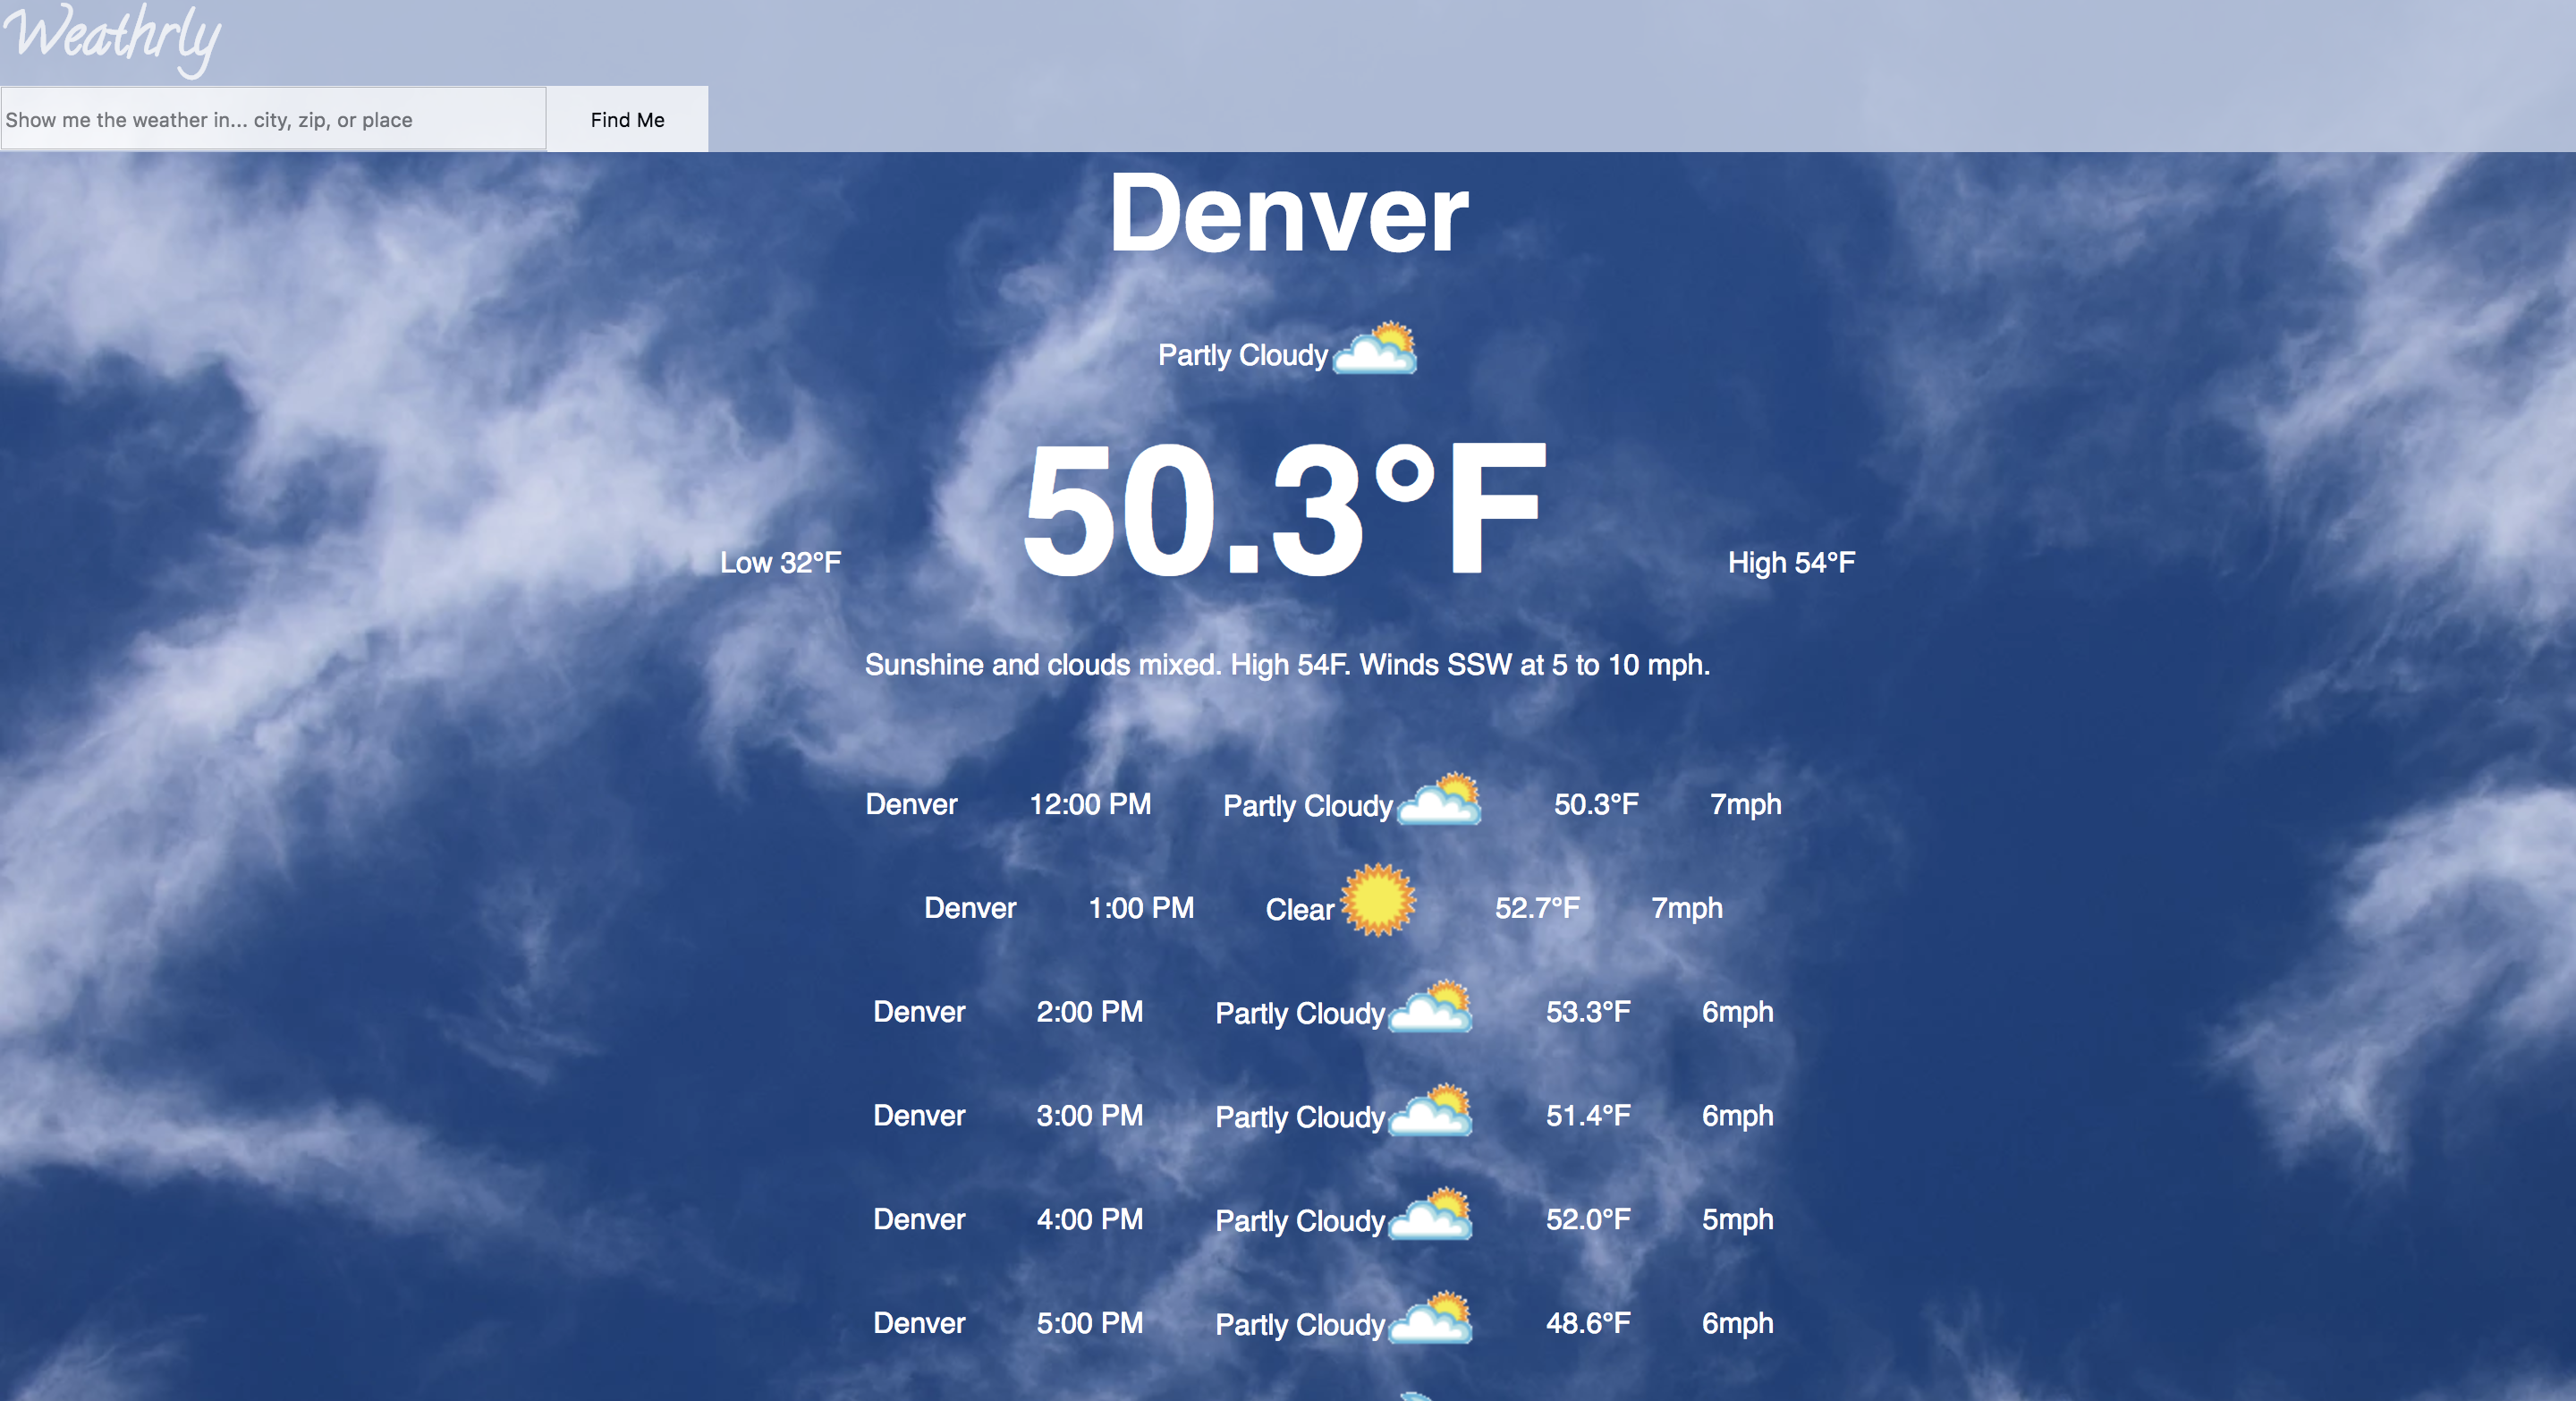 Weathrly
Show me the weather in... city, zip, or place Find Me
Denver
Partly Cloudy
Low 32°F 50.3°F High 54°F
Sunshine and clouds mixed. High 54F. Winds SSW at 5 to 10 mph.
Denver 12:00 PM Partly Cloudy 50.3°F 7mph
Denver 1:00 PM Clear 52.7°F 7mph
Denver 2:00 PM Partly Cloudy 53.3°F 6mph
Denver 3:00 PM Partly Cloudy 51.4°F 6mph
Denver 4:00 PM Partly Cloudy 52.0°F 5mph
Denver 5:00 PM Partly Cloudy 48.6°F 6mph